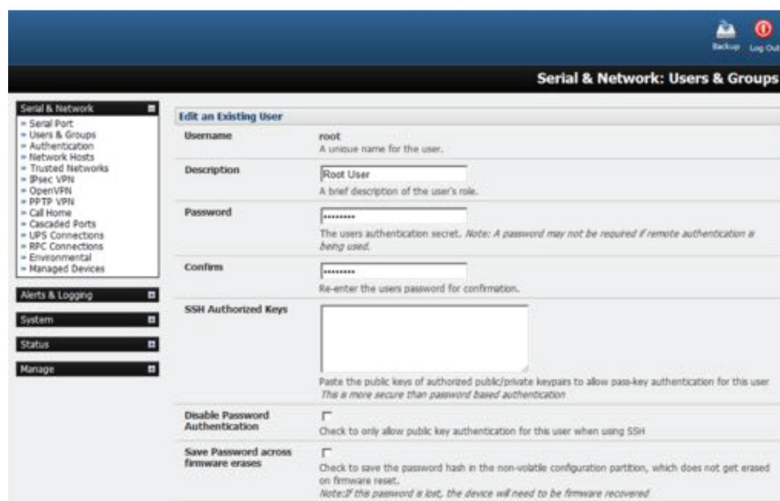 Backup
Log Out
Serial & Network: Users & Groups
Serial & Network
Serial Port
Users & Groups
Authentication
Network Hosts
Trusted Networks
IPsec VPN
OpenVPN
PPTP VPN
Call Home
Cascaded Ports
UPS Connections
RPC Connections
Environmental
Managed Devices
Alerts & Logging
System
Status
Manage
Edit an Existing User
Username
root
A unique name for the user.
Description
Root User
A brief description of the user's role.
Password
••••••••
The users authentication secret. Note: A password may not be required if remote authentication is
being used.
Confirm
••••••••
Re-enter the users password for confirmation.
SSH Authorized Keys
Paste the public keys of authorized public/private keypairs to allow pass-key authentication for this user
This is more secure than password based authentication
Disable Password
Authentication
Check to only allow public key authentication for this user when using SSH
Save Password across
firmware erases
Check to save the password hash in the non-volatile configuration partition, which does not get erased
on firmware reset.
Note:If this password is lost, the device will need to be firmware recovered